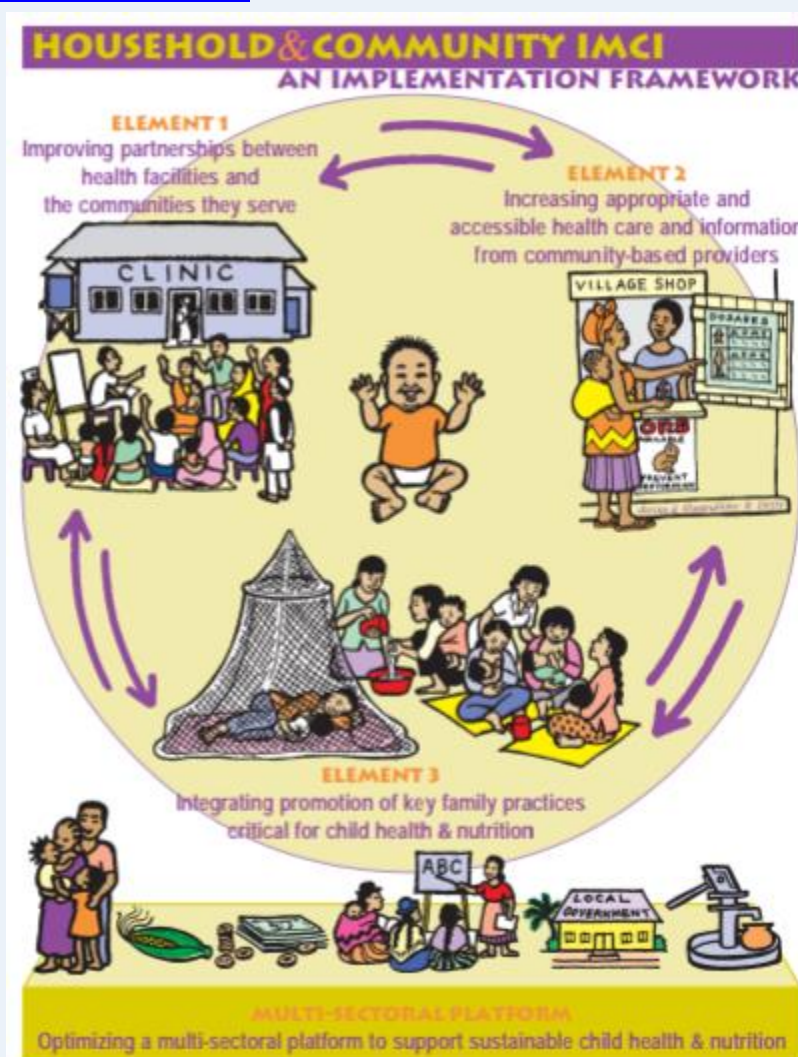 HOUSEHOLD & COMMUNITY IMCI
AN IMPLEMENTATION FRAMEWORK
ELEMENT 1
Improving partnerships between
health facilities and
the communities they serve
ELEMENT 2
Increasing appropriate and
accessible health care and information
from community-based providers
CLINIC
VILLAGE SHOP
DOSAGES
ORS
AVAILABLE
PREVENT
ELEMENT 3
Integrating promotion of key family practices
critical for child health & nutrition
ABC
LOCAL
GOVERNMENT
MULTI-SECTORAL PLATFORM
Optimizing a multi-sectoral platform to support sustainable child health & nutrition